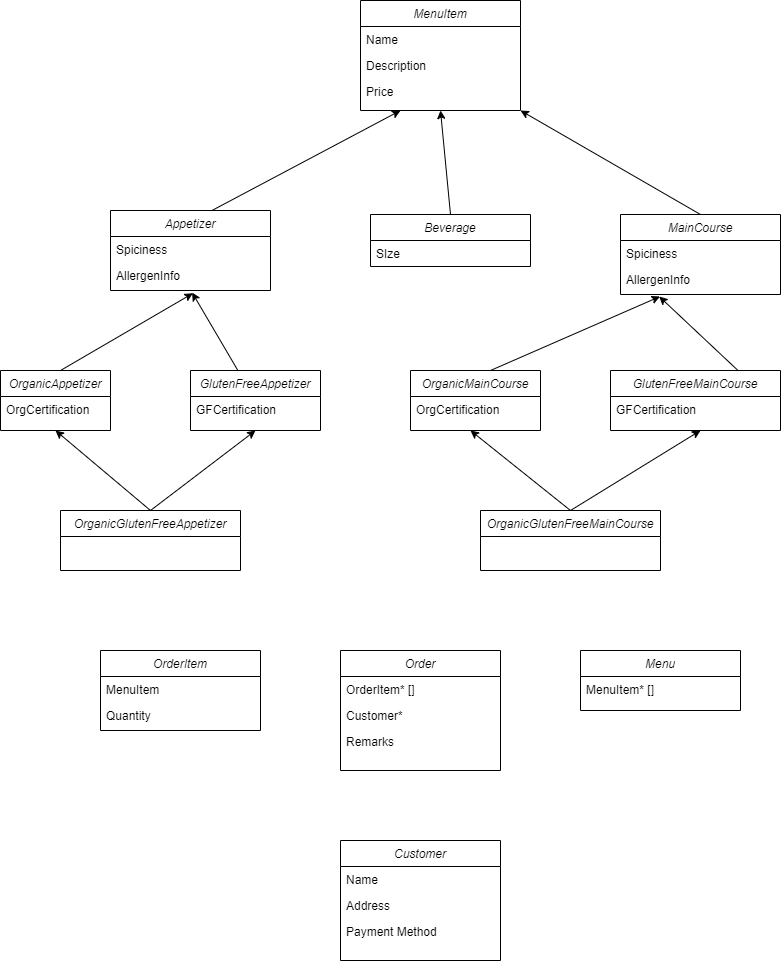 MenuItem
Name
Description
Price
Appetizer
Spiciness
AllergenInfo
Beverage
SIze
MainCourse
Spiciness
AllergenInfo
OrganicAppetizer
OrgCertification
GlutenFreeAppetizer
GFCertification
OrganicMainCourse
OrgCertification
GlutenFreeMainCourse
GFCertification
OrganicGlutenFreeAppetizer
OrganicGlutenFreeMainCourse
OrderItem
MenuItem
Quantity
Order
OrderItem* []
Customer*
Remarks
Menu
MenuItem* []
Customer
Name
Address
Payment Method